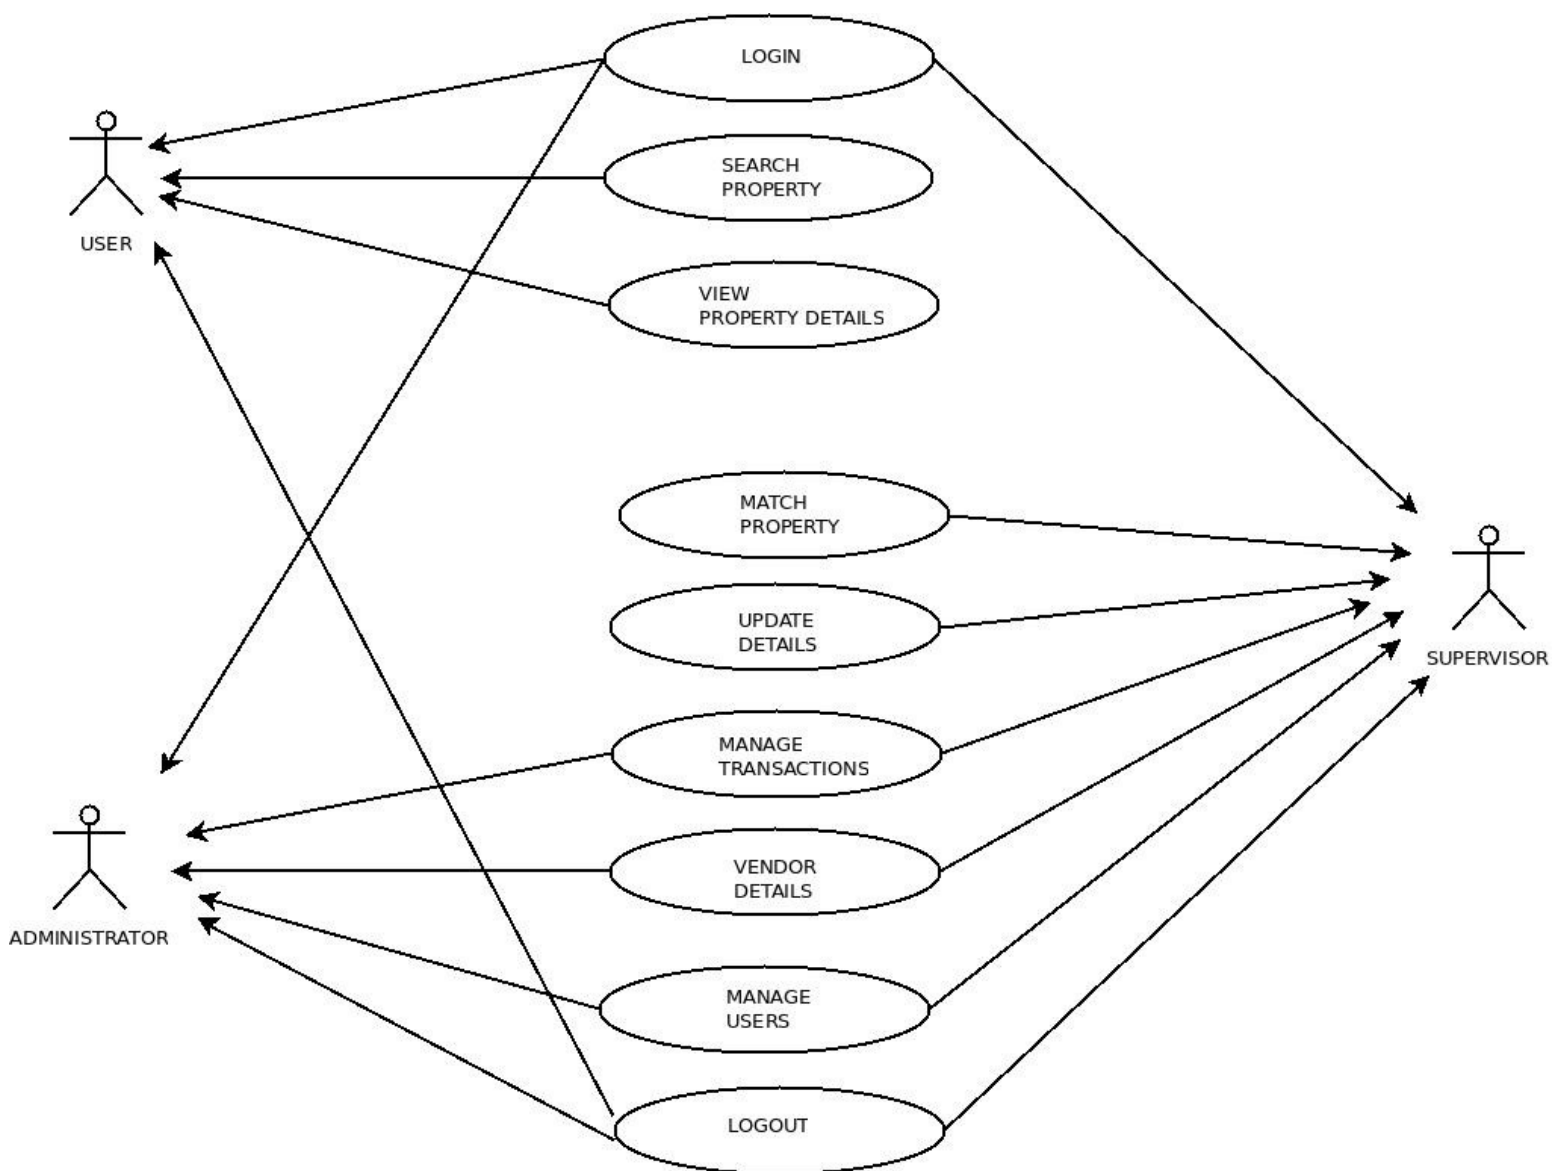 LOGIN
SEARCH
PROPERTY
USER
VIEW
PROPERTY DETAILS
MATCH
PROPERTY
UPDATE
DETAILS
SUPERVISOR
MANAGE
TRANSACTIONS
VENDOR
DETAILS
ADMINISTRATOR
MANAGE
USERS
LOGOUT